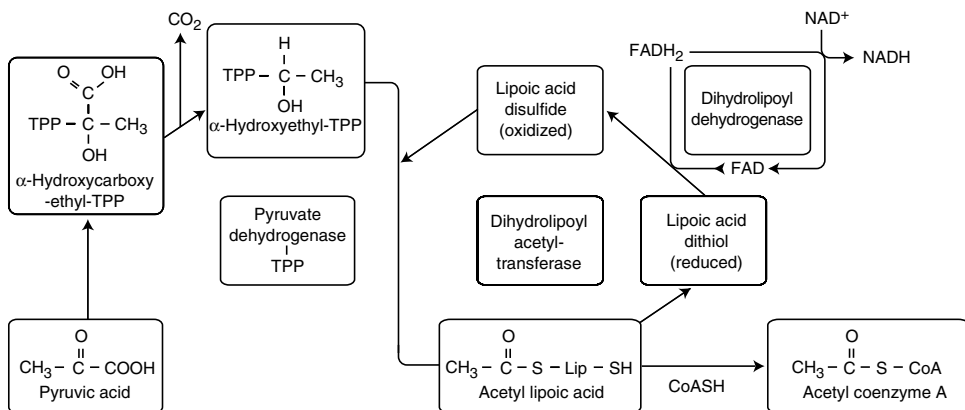 CO2
NAD+
FADH2
NADH
O
OH
C
TPP – C – CH3
OH
α-Hydroxycarboxy
-ethyl-TPP
H
TPP – C – CH3
OH
α-Hydroxyethyl-TPP
Lipoic acid
disulfide
(oxidized)
Dihydrolipoyl
dehydrogenase
FAD
Pyruvate
dehydrogenase
TPP
Dihydrolipoyl
acetyl-
transferase
Lipoic acid
dithiol
(reduced)
O
CH3 – C – COOH
Pyruvic acid
O
CH3 – C – S – Lip – SH
Acetyl lipoic acid
CoASH
O
CH3 – C – S – CoA
Acetyl coenzyme A